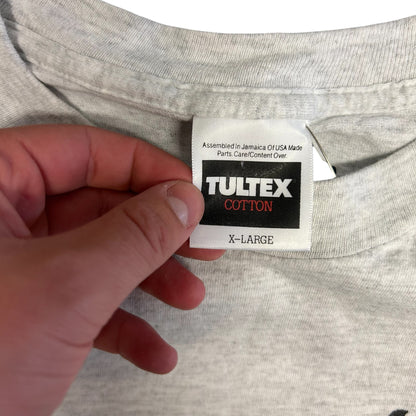 Assembled in Jamaica Of USA Made
Parts. Care/Content Over.
TULTEX
COTTON
X-LARGE